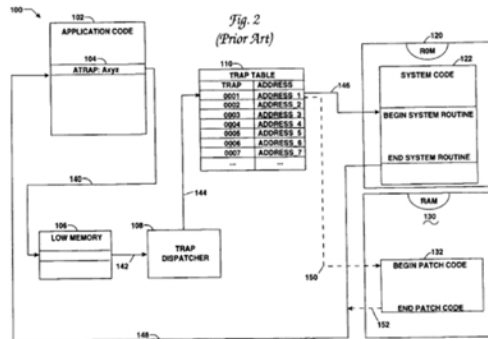 Fig. 2
(Prior Art)
100
102
APPLICATION CODE
104
ATRAP: Axyz
110
TRAP TABLE
TRAP ADDRESS
0001 ADDRESS_1
0002 ADDRESS_2
0003 ADDRESS_3
0004 ADDRESS_4
0005 ADDRESS_5
0006 ADDRESS_6
0007 ADDRESS_7
... ...
146
120
ROM
122
SYSTEM CODE
BEGIN SYSTEM ROUTINE
END SYSTEM ROUTINE
140
144
106
LOW MEMORY
142
108
TRAP
DISPATCHER
RAM
130
132
BEGIN PATCH CODE
END PATCH CODE
150
152
148